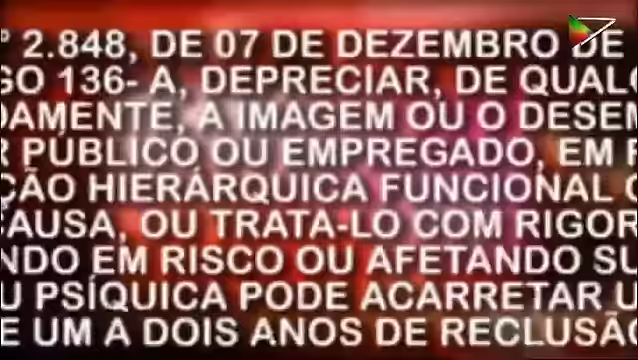 º 2.848, DE 07 DE DEZEMBRO DE
GO 136- A, DEPRECIAR, DE QUALQ
DAMENTE, A IMAGEM OU O DESEM
R PÚBLICO OU EMPREGADO, EM R
ÇÃO HIERÁRQUICA FUNCIONAL O
CAUSA, OU TRATA-LO COM RIGOR
NDO EM RISCO OU AFETANDO SU
U PSÍQUICA PODE ACARRETAR U
E UM A DOIS ANOS DE RECLUSÃO